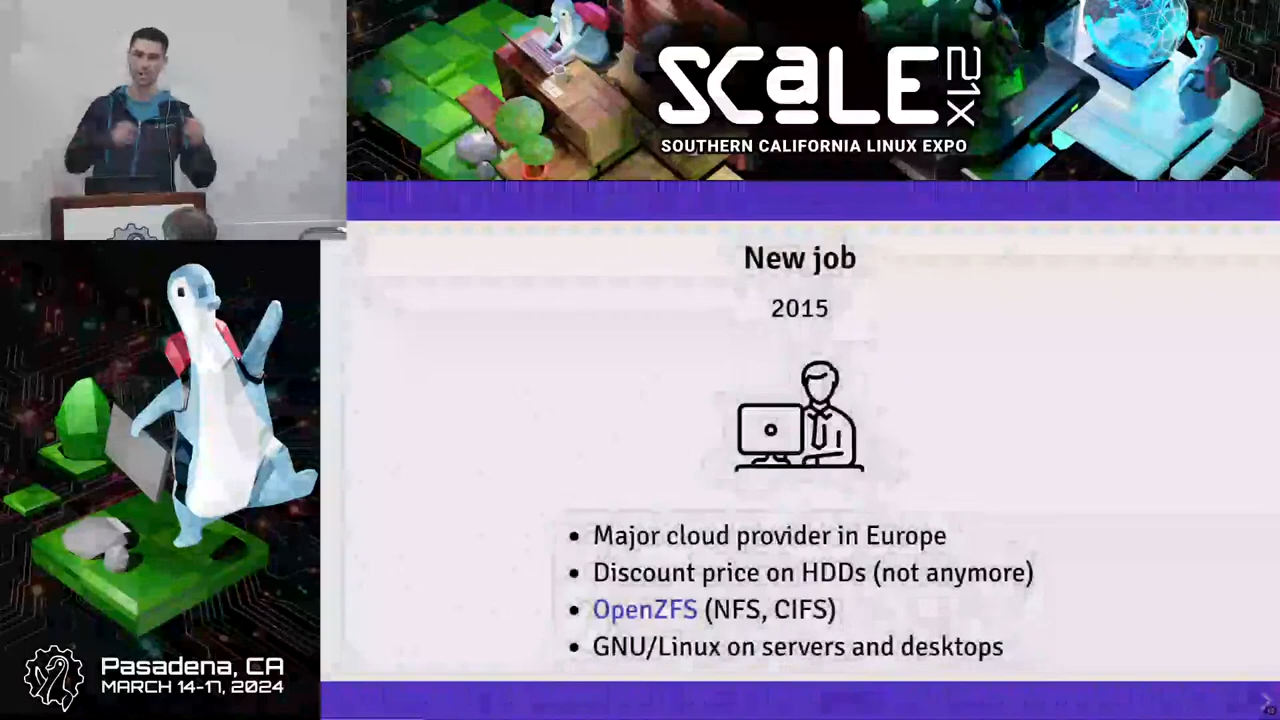 SCaLE 21x
SOUTHERN CALIFORNIA LINUX EXPO
New job
2015
• Major cloud provider in Europe
• Discount price on HDDs (not anymore)
• OpenZFS (NFS, CIFS)
• GNU/Linux on servers and desktops
Pasadena, CA
MARCH 14-17, 2024